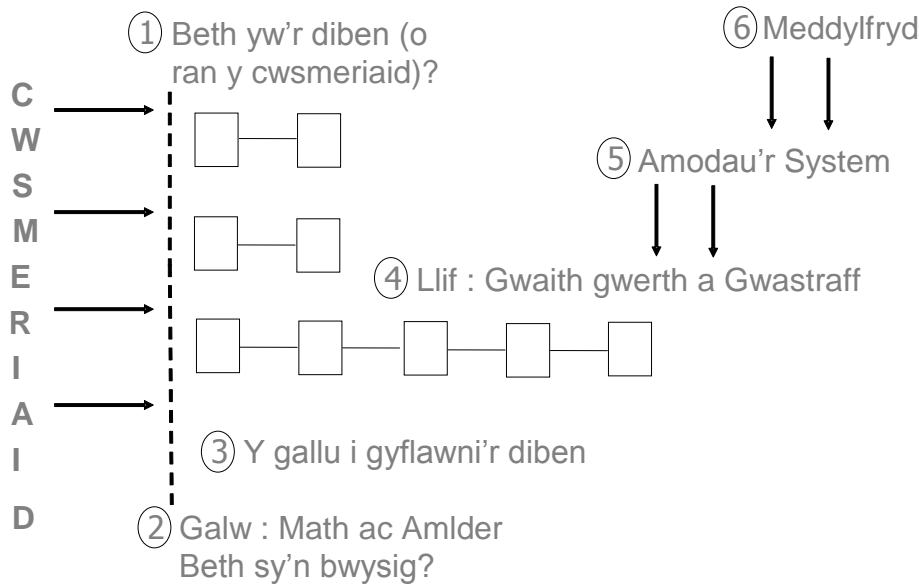 1 Beth yw'r diben (o
ran y cwsmeriaid)?
6 Meddylfryd
CWSMERIAID
5 Amodau'r System
4 Llif : Gwaith gwerth a Gwastraff
3 Y gallu i gyflawni'r diben
2 Galw : Math ac Amlder
Beth sy'n bwysig?